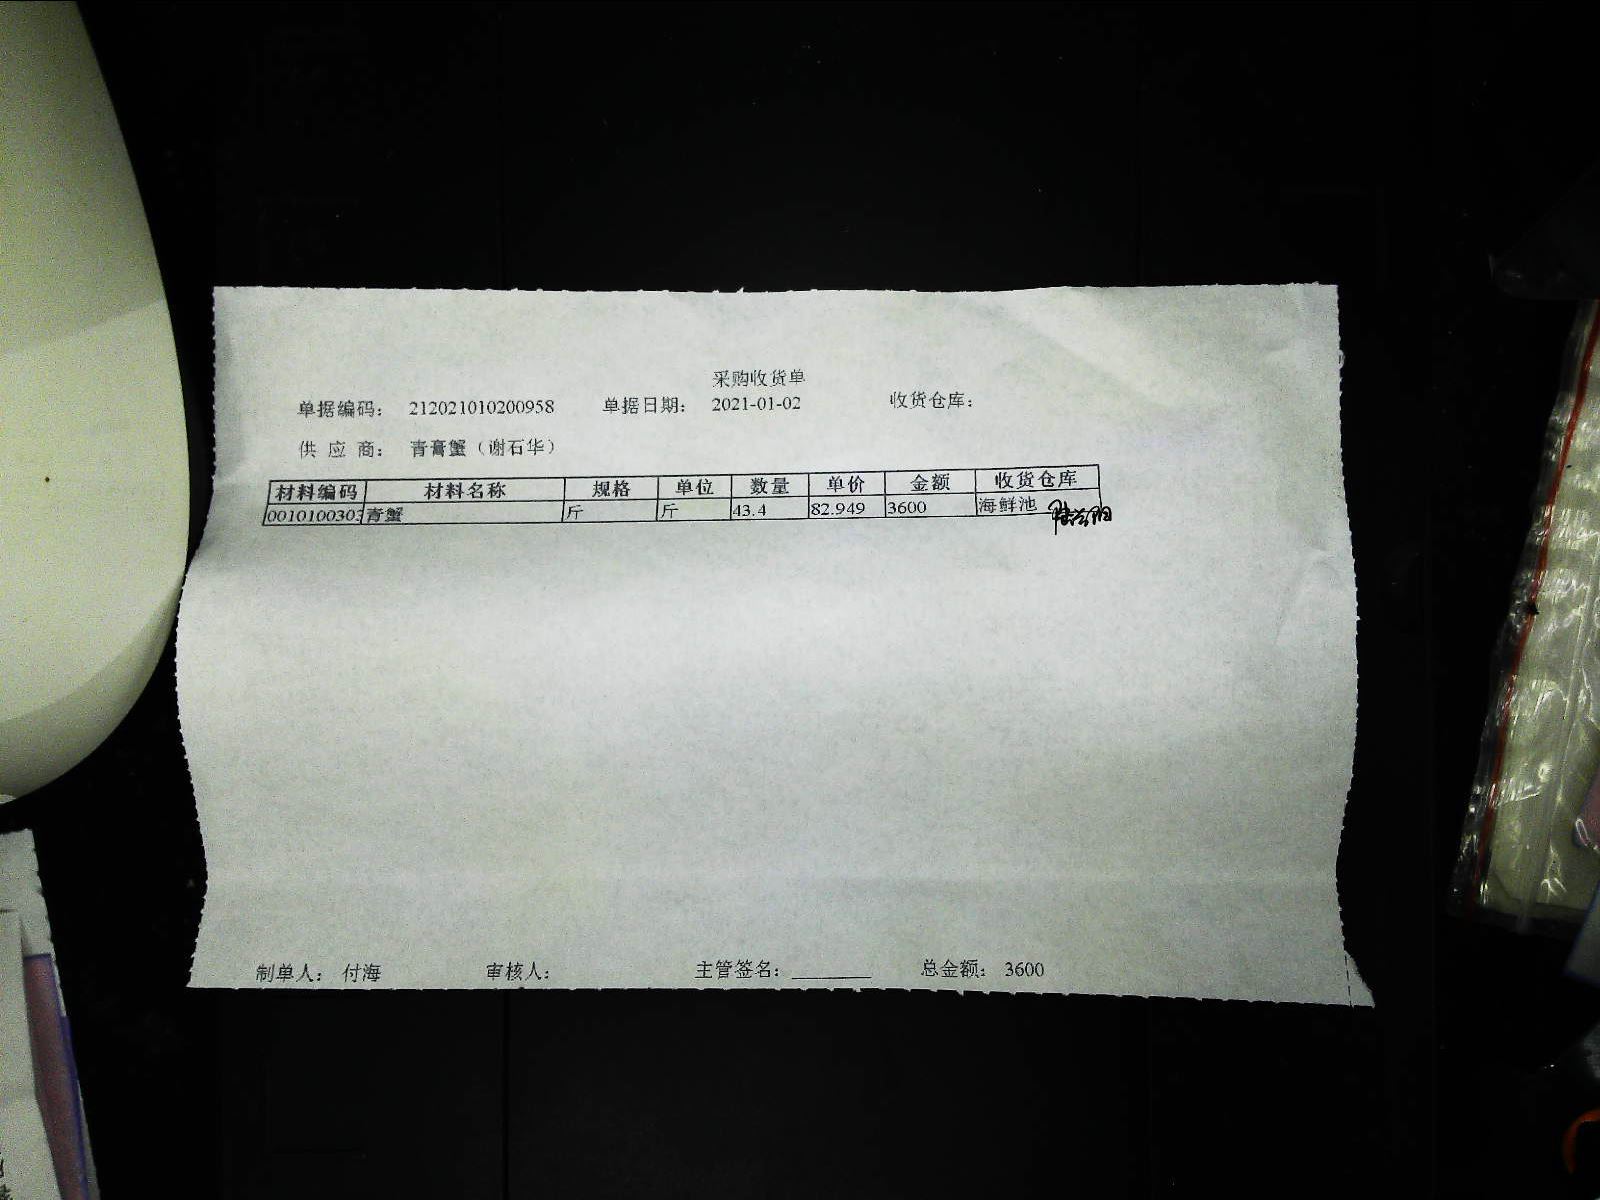 采购收货单
单据编码： 212021010200958 单据日期： 2021-01-02 收货仓库：
供 应 商： 青膏蟹（谢石华）
材料编码 材料名称 规格 单位 数量 单价 金额 收货仓库
0010100303 青蟹 斤 斤 43.4 82.949 3600 海鲜池
制单人： 付海 审核人： 主管签名： 总金额： 3600